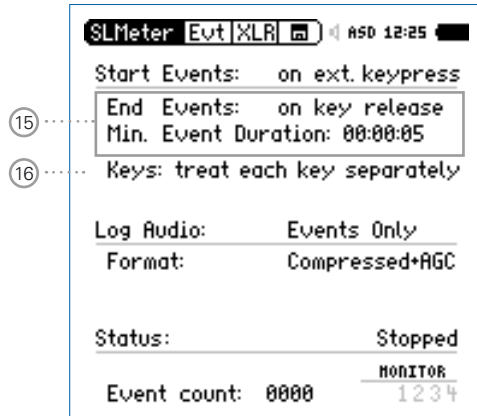 SLMeter Evt XLR ASD 12:25
Start Events: on ext. keypress
15 End Events: on key release
Min. Event Duration: 00:00:05
16 Keys: treat each key separately
Log Audio: Events Only
Format: Compressed+AGC
Status: Stopped
MONITOR
Event count: 0000 1234